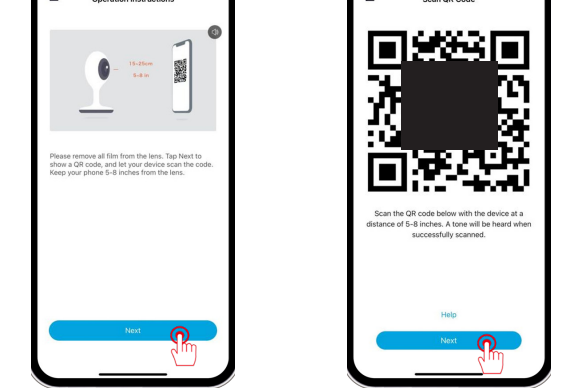 Operation Instructions
15-20cm
5-8 in
Please remove all film from the lens. Tap Next to
show a QR code, and let your device scan the code.
Keep your phone 5-8 inches from the lens.
Next
Scan QR Code
Scan the QR code below with the device at a
distance of 5-8 inches. A tone will be heard when
successfully scanned.
Help
Next